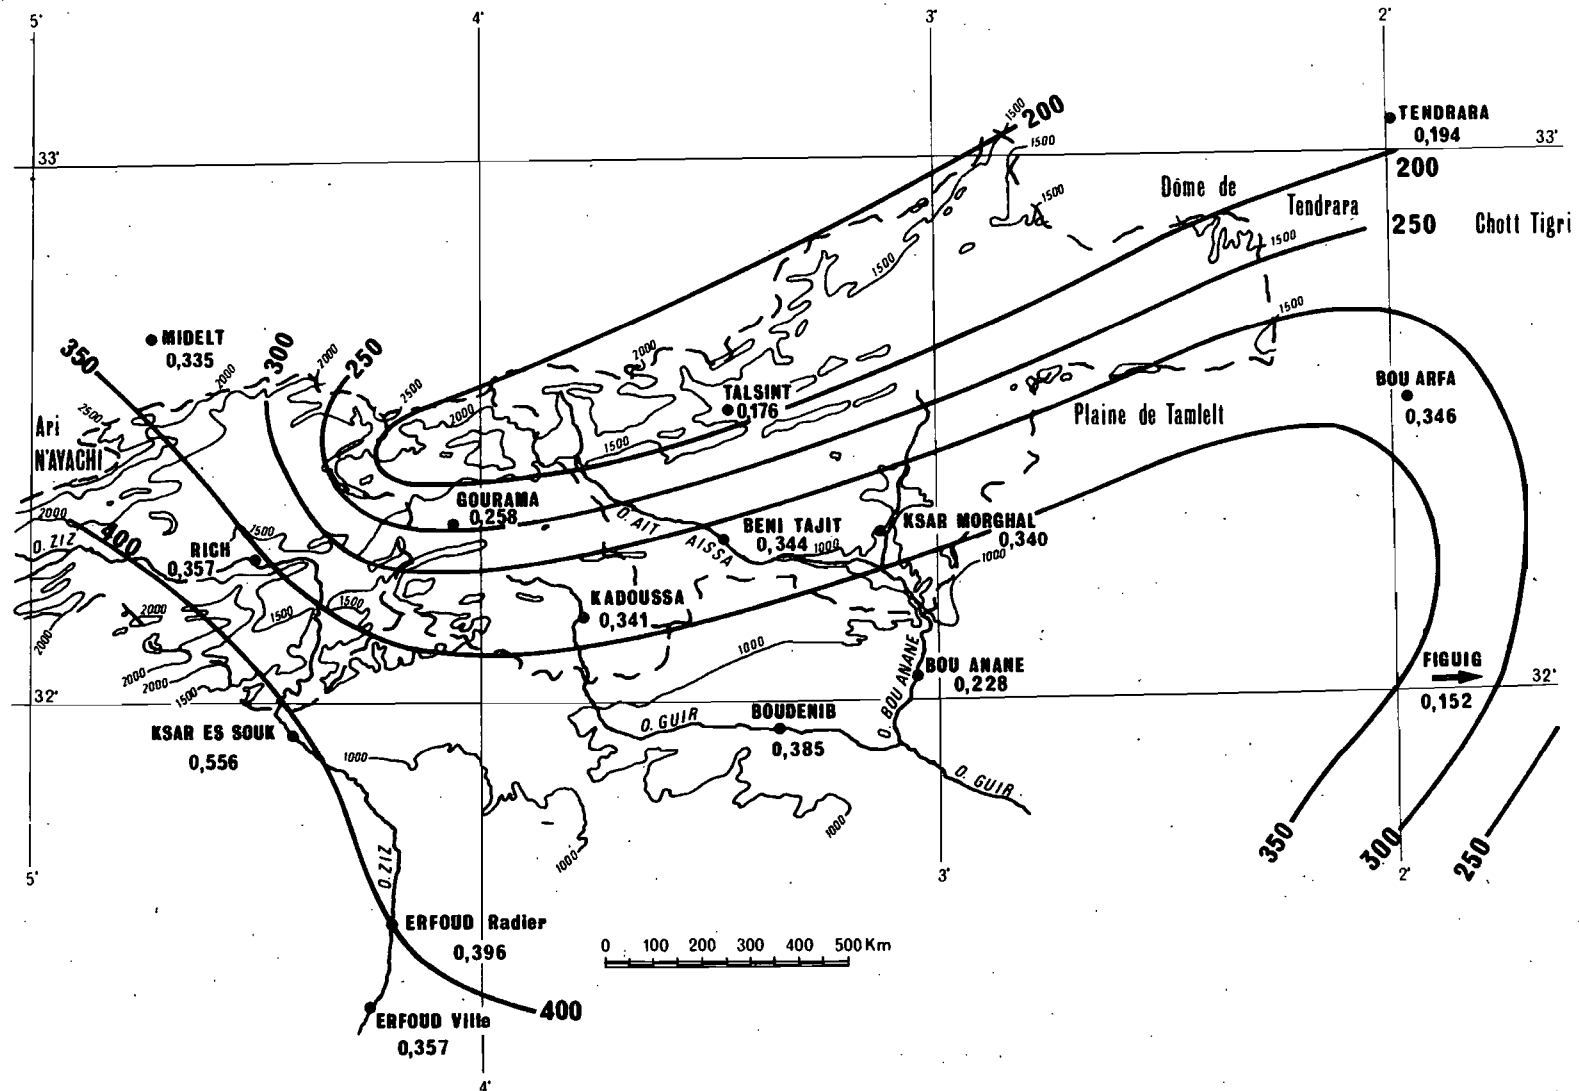 5°
4°
3°
2°
TENDRARA
0,194
33°
33°
200
1500
1500
200
Dôme de
Tendrara
1500
250
Chott Tigri
1500
1500
1500
MIDELT
0,335
350
300
250
2000
2000
2000
2500
2500
2000
TALSINT
0,176
BOU ARFA
0,346
Plaine de Tamlelt
Ari
N'AYACHI
1500
GOURAMA
0,258
2000
400
O. ZIZ
1500
RICH
0,357
O. AIT
AISSA
BENI TAJIT
0,344
1000
KSAR MORGHAL
0,340
1000
KADOUSSA
0,341
2000
1500
1500
2000
2000
2000
1500
1000
BOU ANANE
0,228
O. BOU ANANE
FIGUIG
0,152
32°
32°
KSAR ES SOUK
0,556
O. GUIR
BOUDENIB
0,385
1000
O. GUIR
1000
1000
350
300
250
5°
3°
2°
O. ZIZ
ERFOUD Radier
0,396
0 100 200 300 400 500 Km
400
ERFOUD Ville
0,357
4°